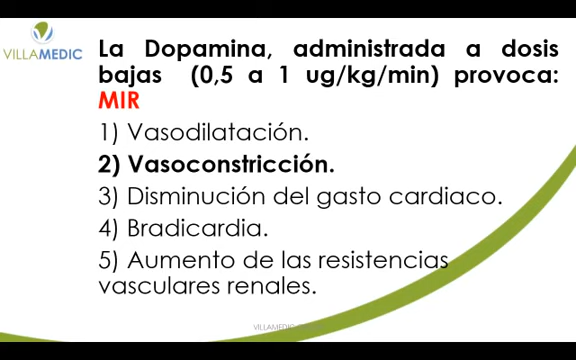 VILLAMEDIC
La Dopamina, administrada a dosis
bajas (0,5 a 1 ug/kg/min) provoca:
MIR
1) Vasodilatación.
2) Vasoconstricción.
3) Disminución del gasto cardiaco.
4) Bradicardia.
5) Aumento de las resistencias
vasculares renales.
VILLAMEDIC